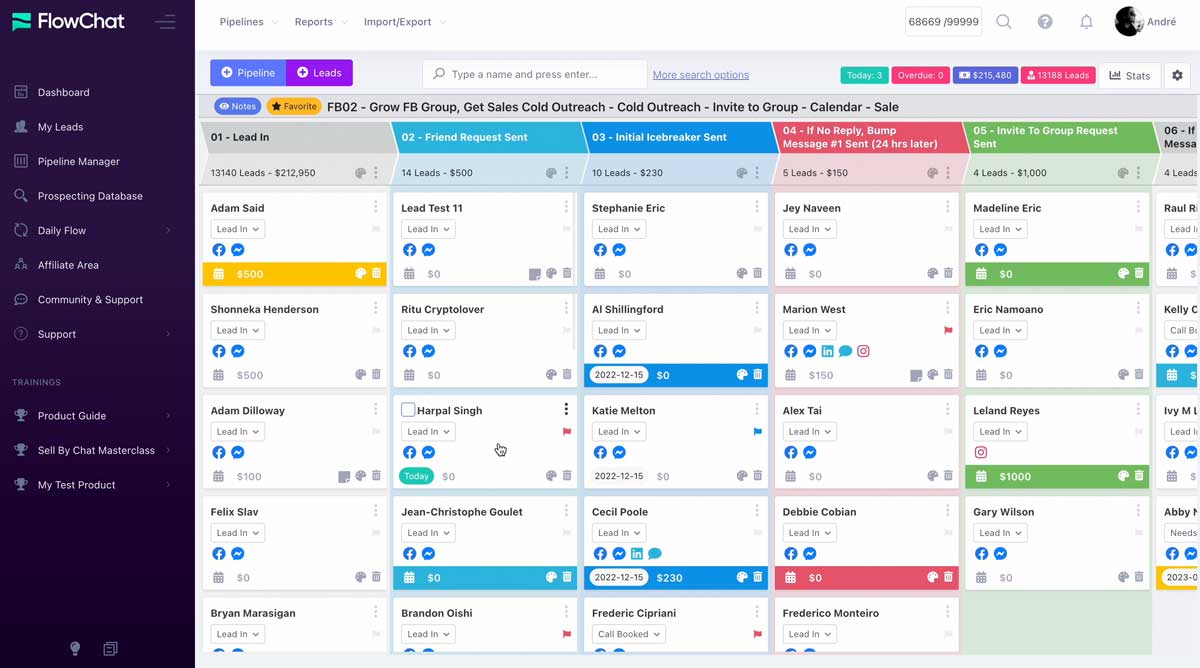 FlowChat
Pipelines
Reports
Import/Export
68669 /99999
André
Dashboard
My Leads
Pipeline Manager
Prospecting Database
Daily Flow
Affiliate Area
Community & Support
Support
TRAININGS
Product Guide
Sell By Chat Masterclass
My Test Product
Pipeline
Leads
Type a name and press enter...
More search options
Today: 3
Overdue: 0
$215,480
13188 Leads
Stats
Notes
Favorite
FB02 - Grow FB Group, Get Sales Cold Outreach - Cold Outreach - Invite to Group - Calendar - Sale
01 - Lead In
13140 Leads - $212,950
Adam Said
Lead In
$500
Shonneka Henderson
Lead In
$500
Adam Dilloway
Lead In
$100
Felix Slav
Lead In
$0
Bryan Marasigan
Lead In
02 - Friend Request Sent
14 Leads - $500
Lead Test 11
Lead In
$0
Ritu Cryptolover
Lead In
$0
Harpal Singh
Lead In
Today $0
Jean-Christophe Goulet
Lead In
$0
Brandon Oishi
Lead In
03 - Initial Icebreaker Sent
10 Leads - $230
Stephanie Eric
Lead In
$0
Al Shillingford
Lead In
2022-12-15 $0
Katie Melton
Lead In
2022-12-15 $0
Cecil Poole
Lead In
2022-12-15 $230
Frederic Cipriani
Call Booked
04 - If No Reply, Bump
Message #1 Sent (24 hrs later)
5 Leads - $150
Jey Naveen
Lead In
$0
Marion West
Lead In
$150
Alex Tai
Lead In
$0
Debbie Cobian
Lead In
$0
Frederico Monteiro
Lead In
05 - Invite To Group Request
Sent
4 Leads - $1,000
Madeline Eric
Lead In
$0
Eric Namoano
Lead In
$0
Leland Reyes
Lead In
$1000
Gary Wilson
Lead In
$0
06 - If
Messa
4 Leads
Raul Ri
Lead I
$
Kelly C
Call Bo
$
Ivy M L
Lead I
$
Abby N
Needs
2023-0